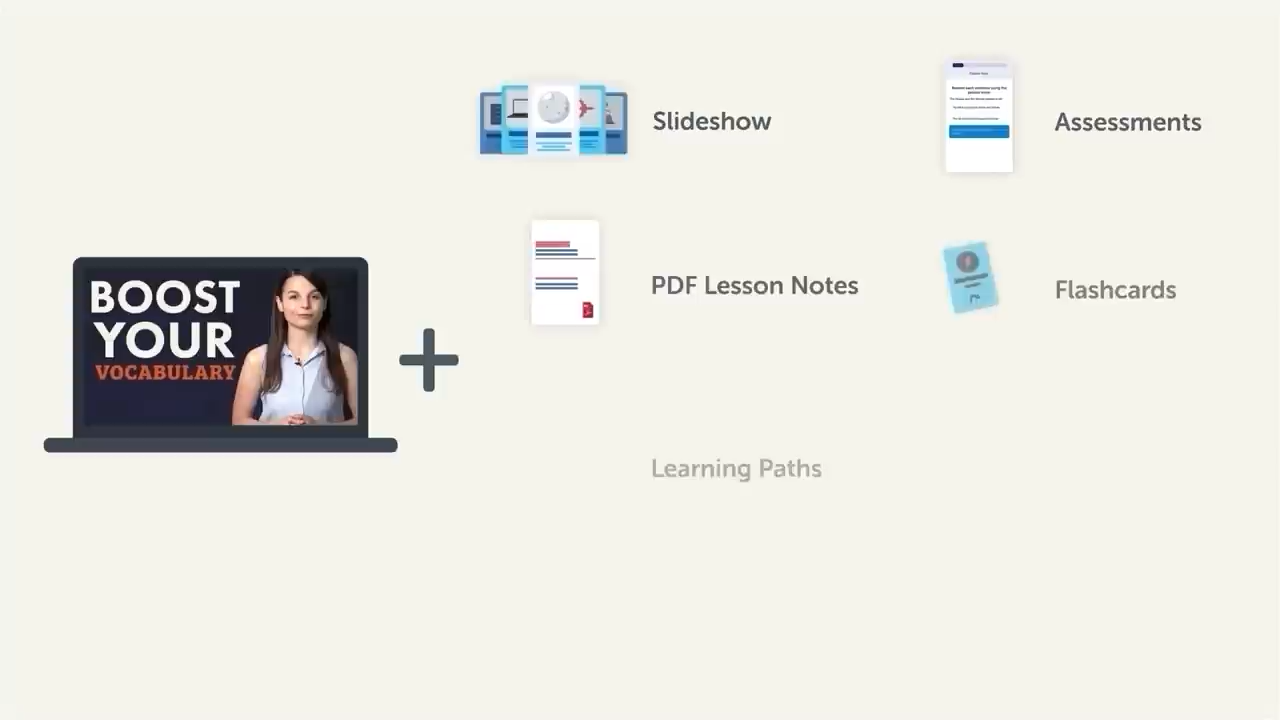 BOOST
YOUR
VOCABULARY
Slideshow
Assessments
PDF Lesson Notes
Flashcards
Learning Paths